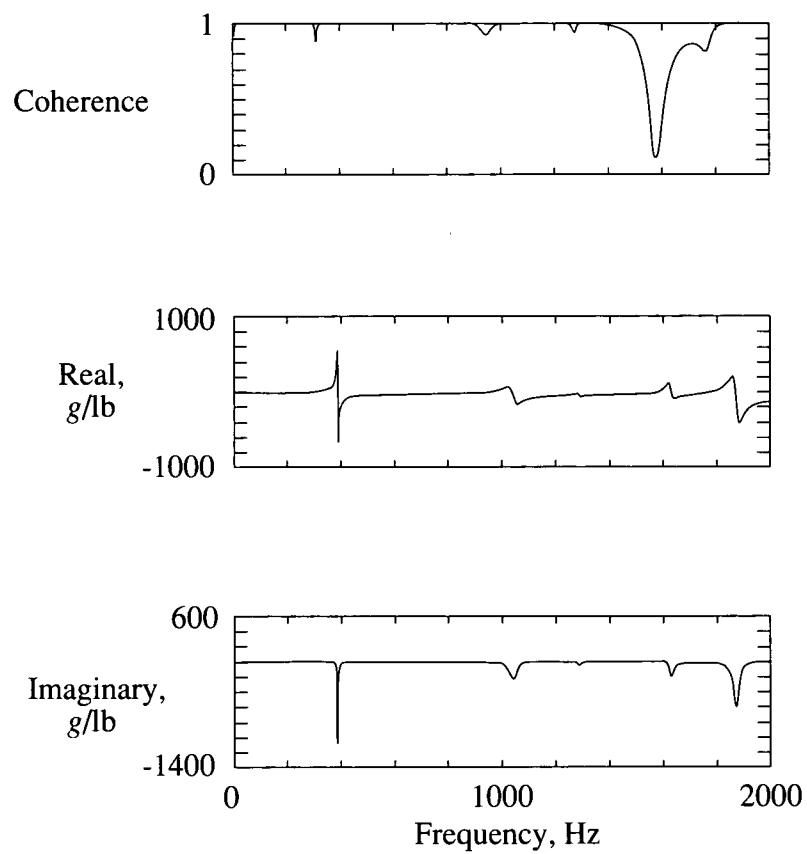 1
Coherence
0
1000
Real,
g/lb
-1000
600
Imaginary,
g/lb
-1400
0 1000 2000
Frequency, Hz